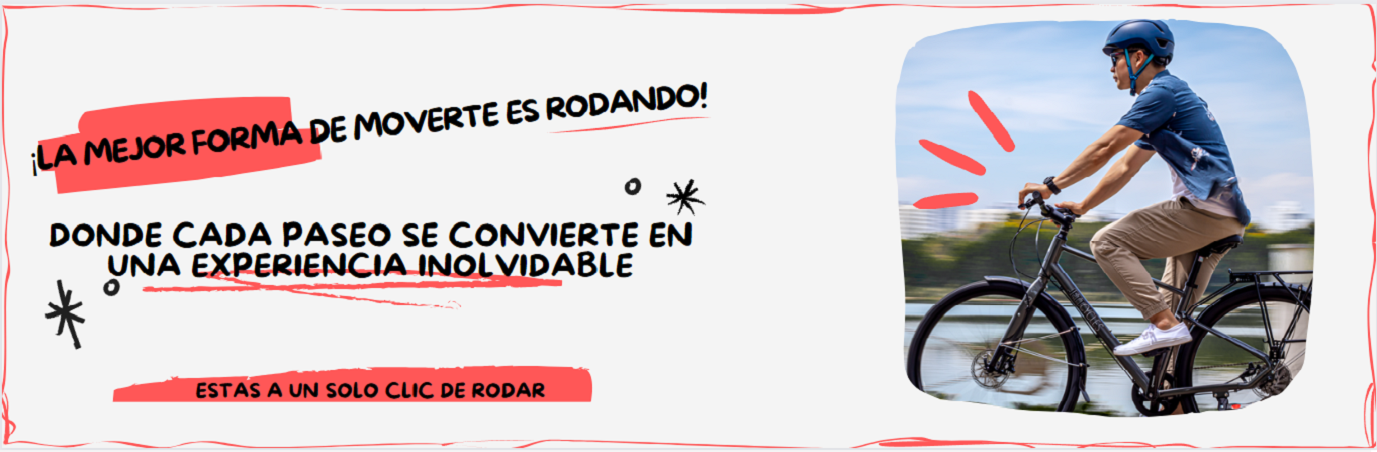 ¡LA MEJOR FORMA DE MOVERTE ES RODANDO!
DONDE CADA PASEO SE CONVIERTE EN
UNA EXPERIENCIA INOLVIDABLE
ESTAS A UN SOLO CLIC DE RODAR